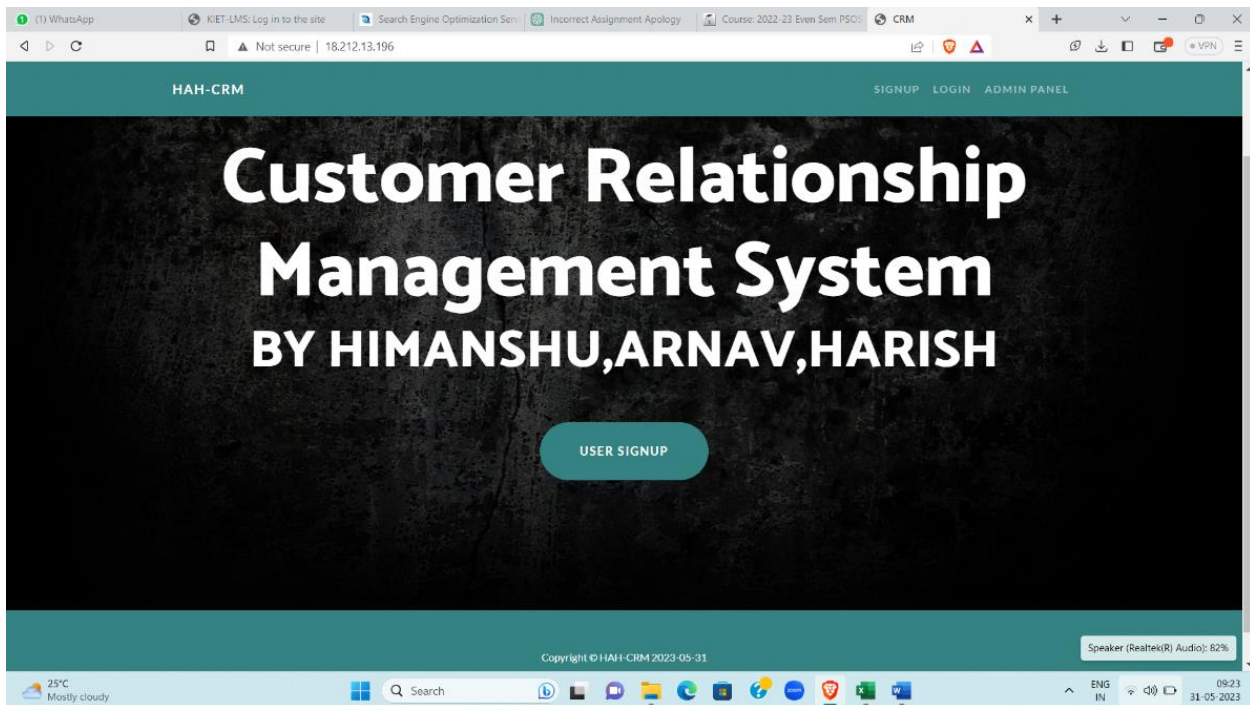 (1) WhatsApp
KIET-LMS: Log in to the site
Search Engine Optimization Serv
Incorrect Assignment Apology
Course: 2022-23 Even Sem PSOS
CRM
Not secure | 18.212.13.196
VPN
HAH-CRM
SIGNUP LOGIN ADMIN PANEL
Customer Relationship
Management System
BY HIMANSHU,ARNAV,HARISH
USER SIGNUP
Copyright © HAH-CRM 2023-05-31
Speaker (Realtek(R) Audio): 82%
25°C
Mostly cloudy
Search
zoom
ENG
IN
09:23
31-05-2023